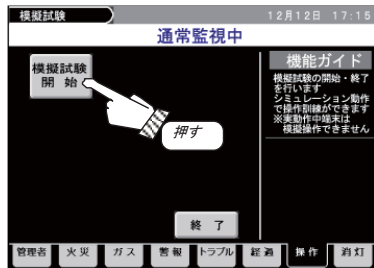 模擬試験
12月12日 17:15
通常監視中
模擬試験
開 始
押す
機能ガイド
模擬試験の開始・終了
を行います
シミュレーション動作
で操作訓練ができます
※実動作中端末は
模擬操作できません
終 了
管理者 火災 ガス 警報 トラブル 経過 操作 消灯